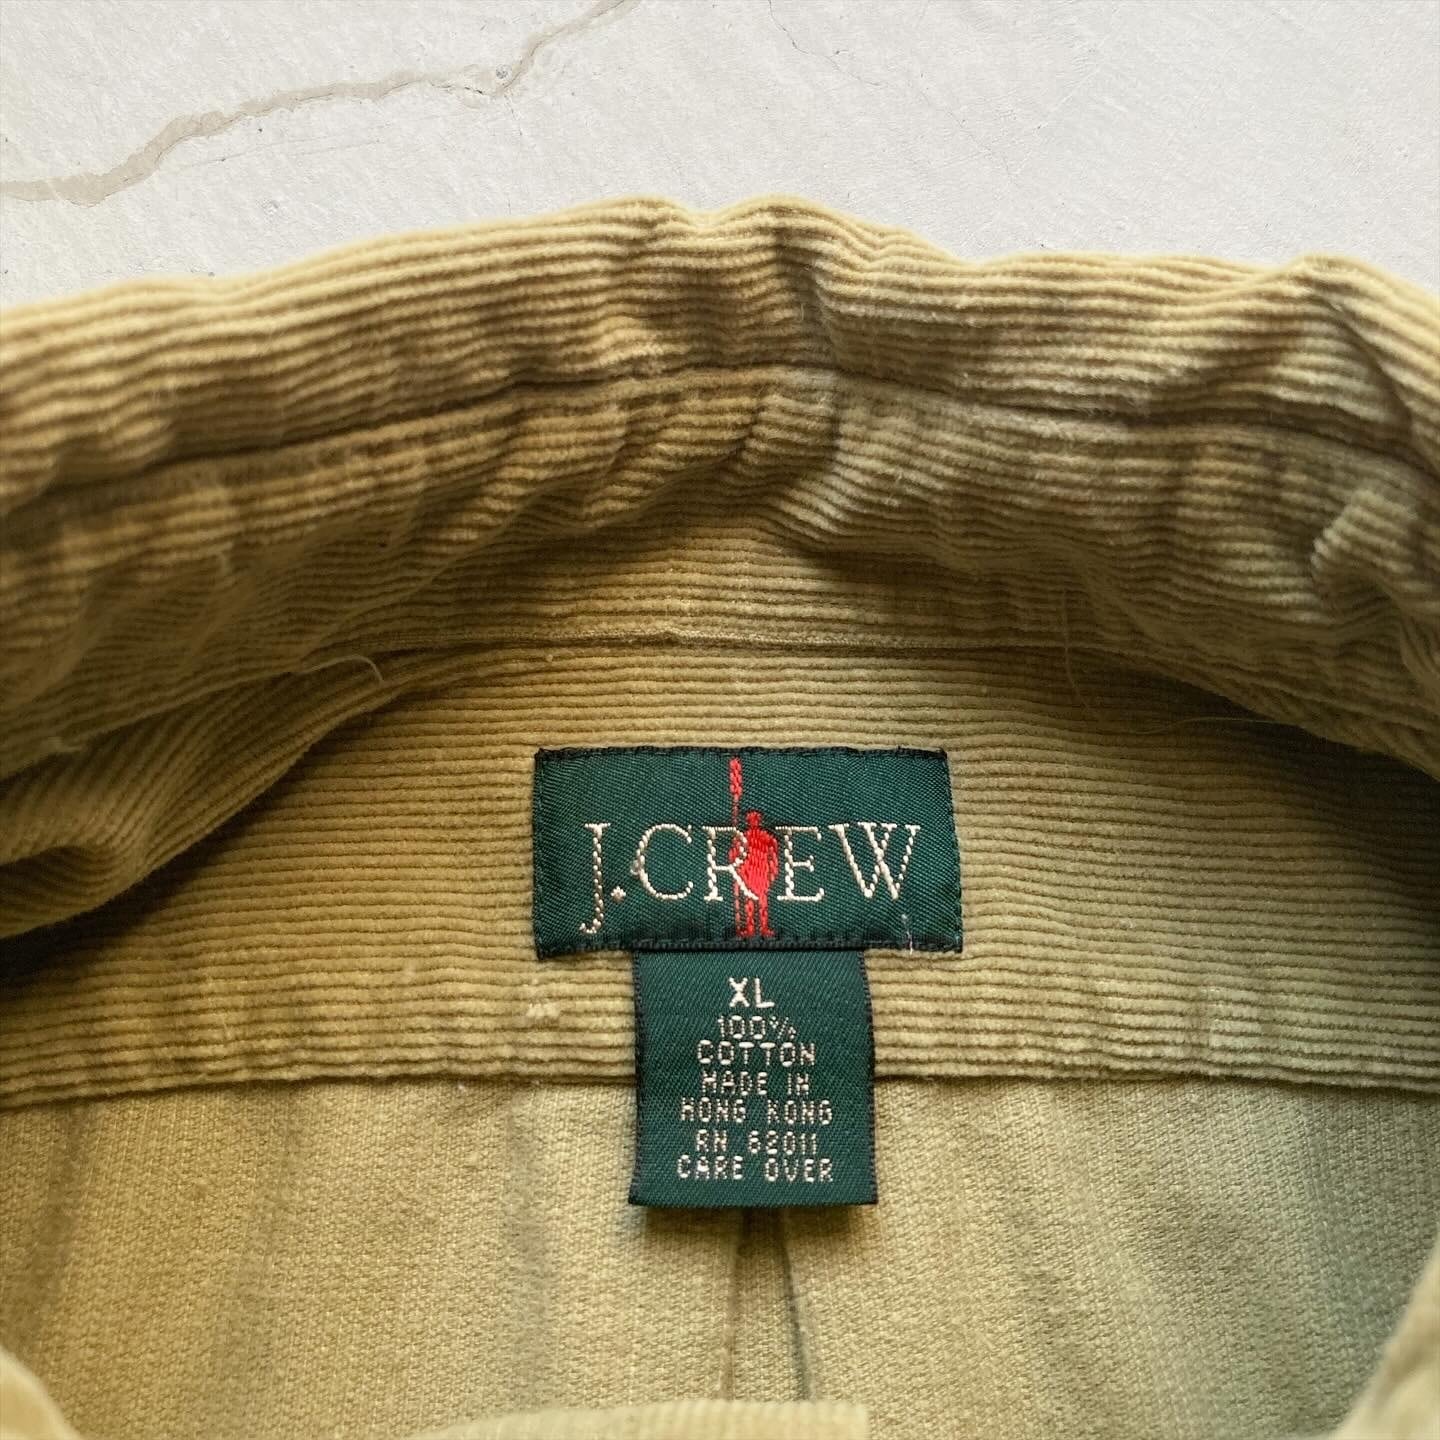 J.CREW
XL
100%
COTTON
MADE IN
HONG KONG
RN 62011
CARE OVER